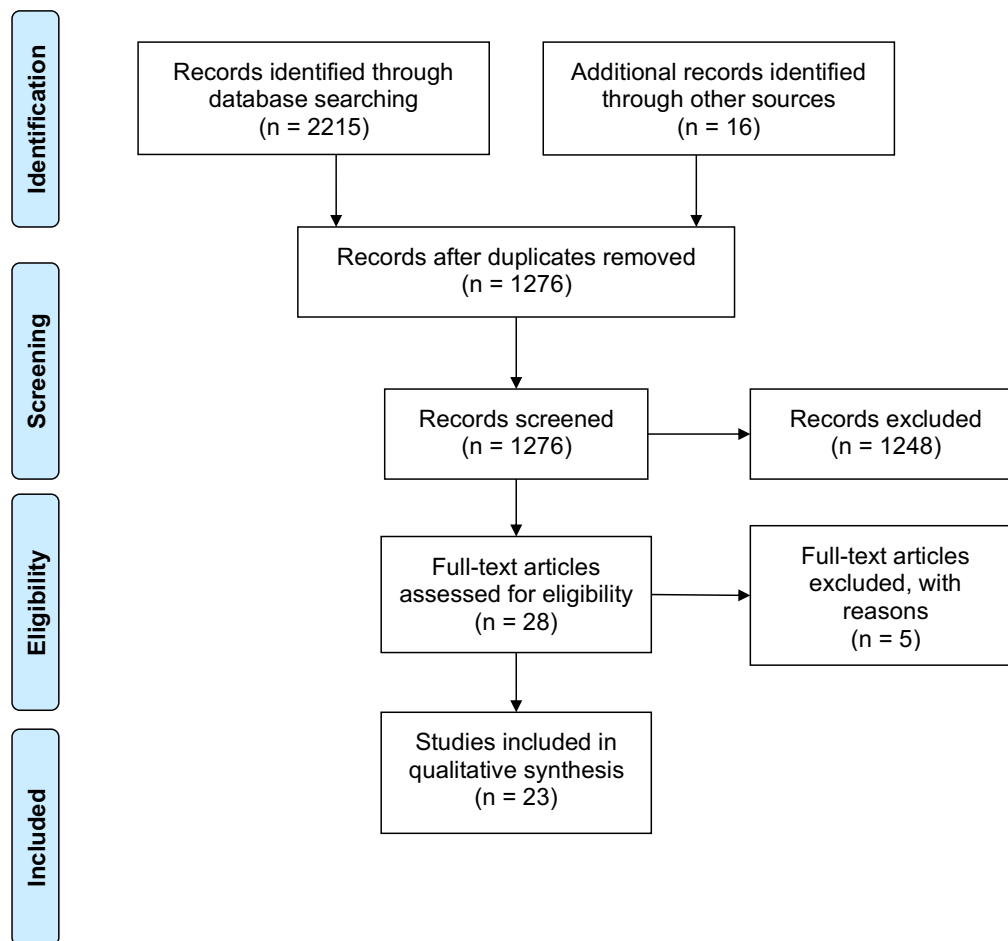 Identification
Records identified through
database searching
(n = 2215)
Additional records identified
through other sources
(n = 16)
Records after duplicates removed
(n = 1276)
Screening
Records screened
(n = 1276)
Records excluded
(n = 1248)
Eligibility
Full-text articles
assessed for eligibility
(n = 28)
Full-text articles
excluded, with
reasons
(n = 5)
Included
Studies included in
qualitative synthesis
(n = 23)